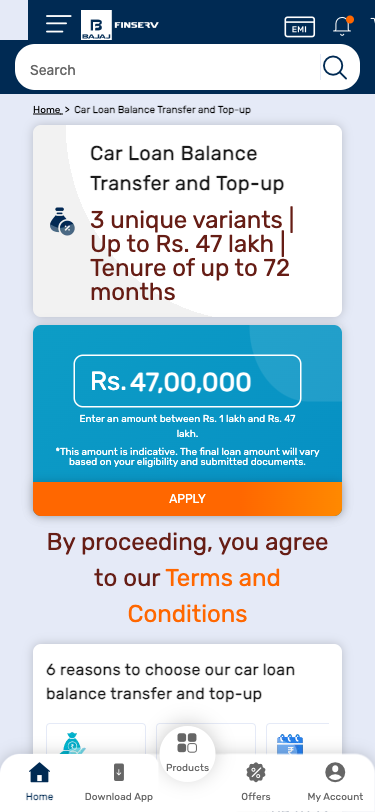 BAJAJ FINSERV
EMI
Search
Home > Car Loan Balance Transfer and Top-up
Car Loan Balance
Transfer and Top-up
3 unique variants |
Up to Rs. 47 lakh |
Tenure of up to 72
months
Rs. 47,00,000
Enter an amount between Rs. 1 lakh and Rs. 47
lakh.
*This amount is indicative. The final loan amount will vary
based on your eligibility and submitted documents.
APPLY
By proceeding, you agree
to our Terms and
Conditions
6 reasons to choose our car loan
balance transfer and top-up
Home
Download App
Products
Offers
My Account